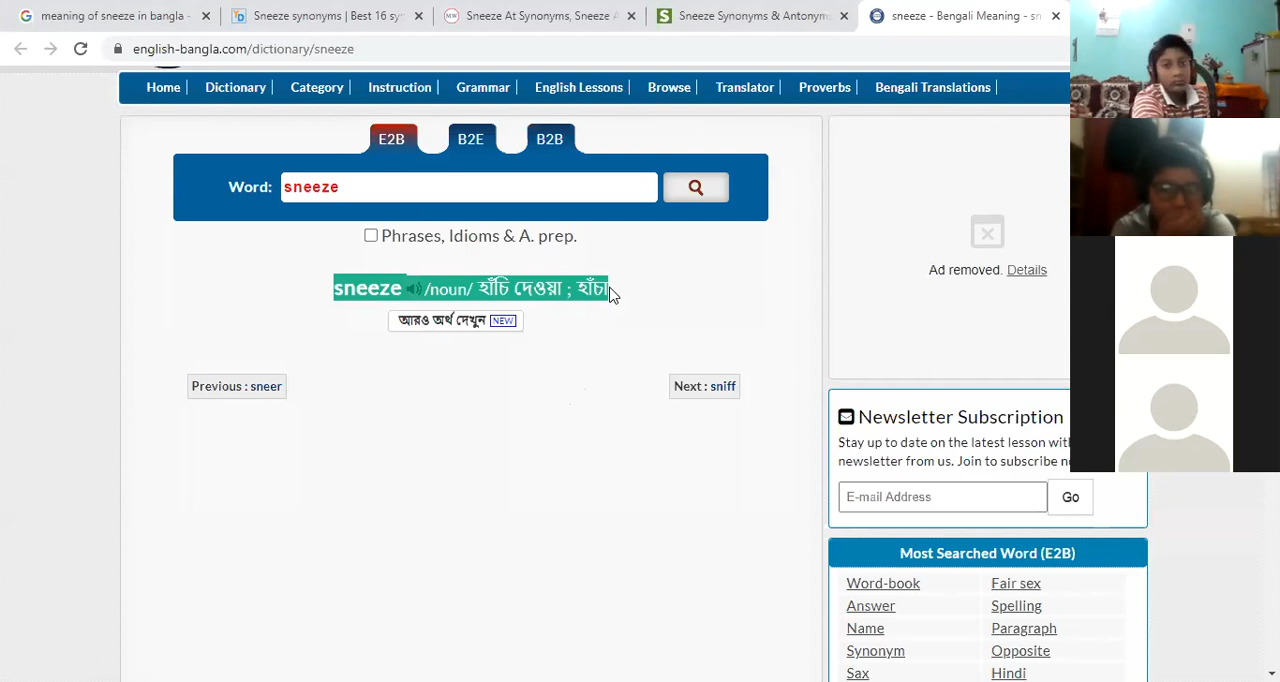 meaning of sneeze in bangla -
Sneeze synonyms | Best 16 sy
Sneeze At Synonyms, Sneeze
Sneeze Synonyms & Antonym
sneeze - Bengali Meaning - sn
english-bangla.com/dictionary/sneeze
Home Dictionary Category Instruction Grammar English Lessons Browse Translator Proverbs Bengali Translations
E2B B2E B2B
Word: sneeze
Phrases, Idioms & A. prep.
sneeze /noun/ হাঁচি দেওয়া ; হাঁচা
আরও অর্থ দেখুন NEW
Previous : sneer
Next : sniff
Ad removed. Details
Newsletter Subscription
Stay up to date on the latest lesson
newsletter from us. Join to subscribe
E-mail Address Go
Most Searched Word (E2B)
Word-book Fair sex
Answer Spelling
Name Paragraph
Synonym Opposite
Sax Hindi